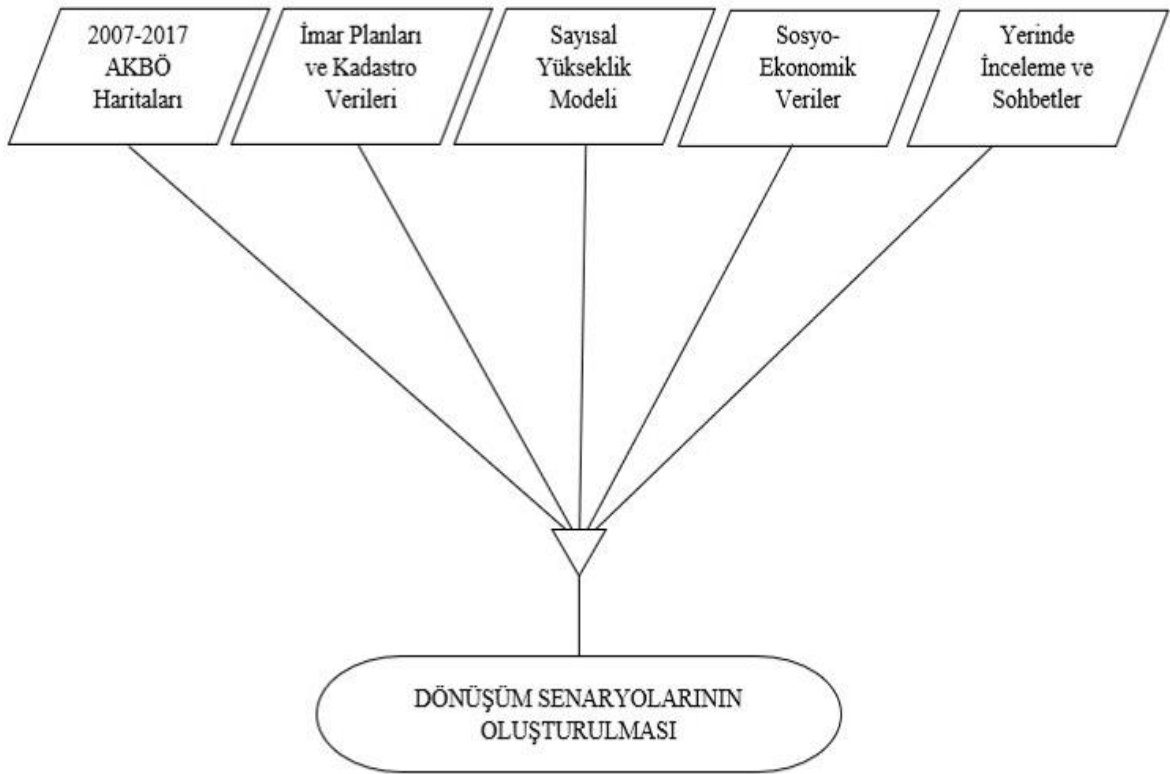 2007-2017
AKBÖ
Haritaları
İmar Planları
ve Kadastro
Verileri
Sayısal
Yükseklik
Modeli
Sosyo-
Ekonomik
Veriler
Yerinde
İnceleme ve
Sohbetler
DÖNÜŞÜM SENARYOLARININ
OLUŞTURULMASI